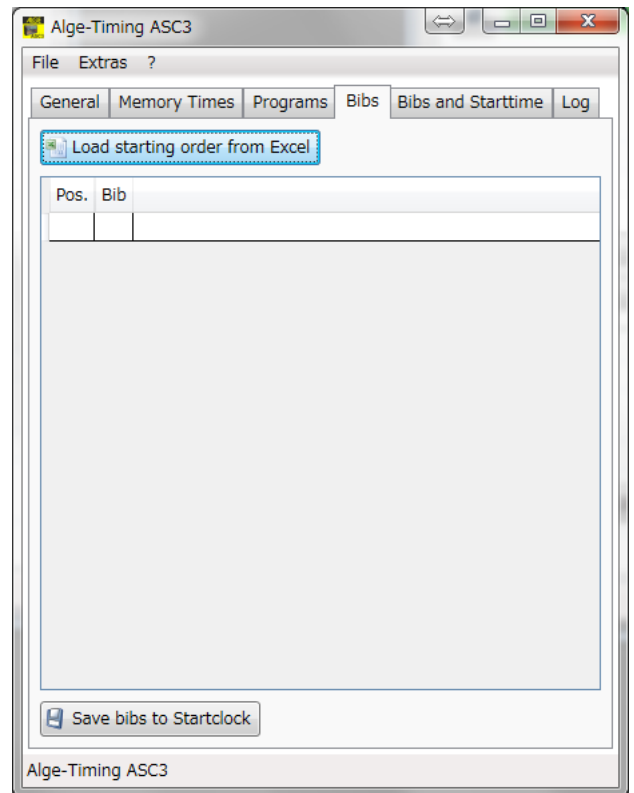 Alge-Timing ASC3
File Extras ?
General Memory Times Programs Bibs Bibs and Starttime Log
Load starting order from Excel
Pos. Bib
Save bibs to Startclock
Alge-Timing ASC3